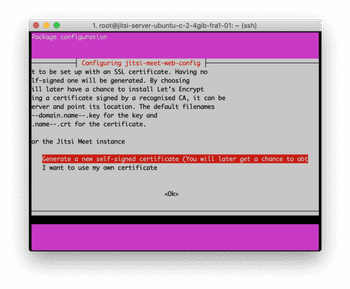 1. root@jitsi-server-ubuntu-c-2-4gib-fra1-01: ~ (ssh)
Package configuration
Configuring jitsi-meet-web-config
t to be set up with an SSL certificate. Having no
lf-signed one will be generated. By choosing
ill later have a chance to install Let's Encrypt
ing a certificate signed by a recognised CA, it can be
erver and point its location. The default filenames
--domain.name--.key for the key and
.name--.crt for the certificate.
or the Jitsi Meet instance
Generate a new self-signed certificate (You will later get a chance to obt
I want to use my own certificate
<Ok>